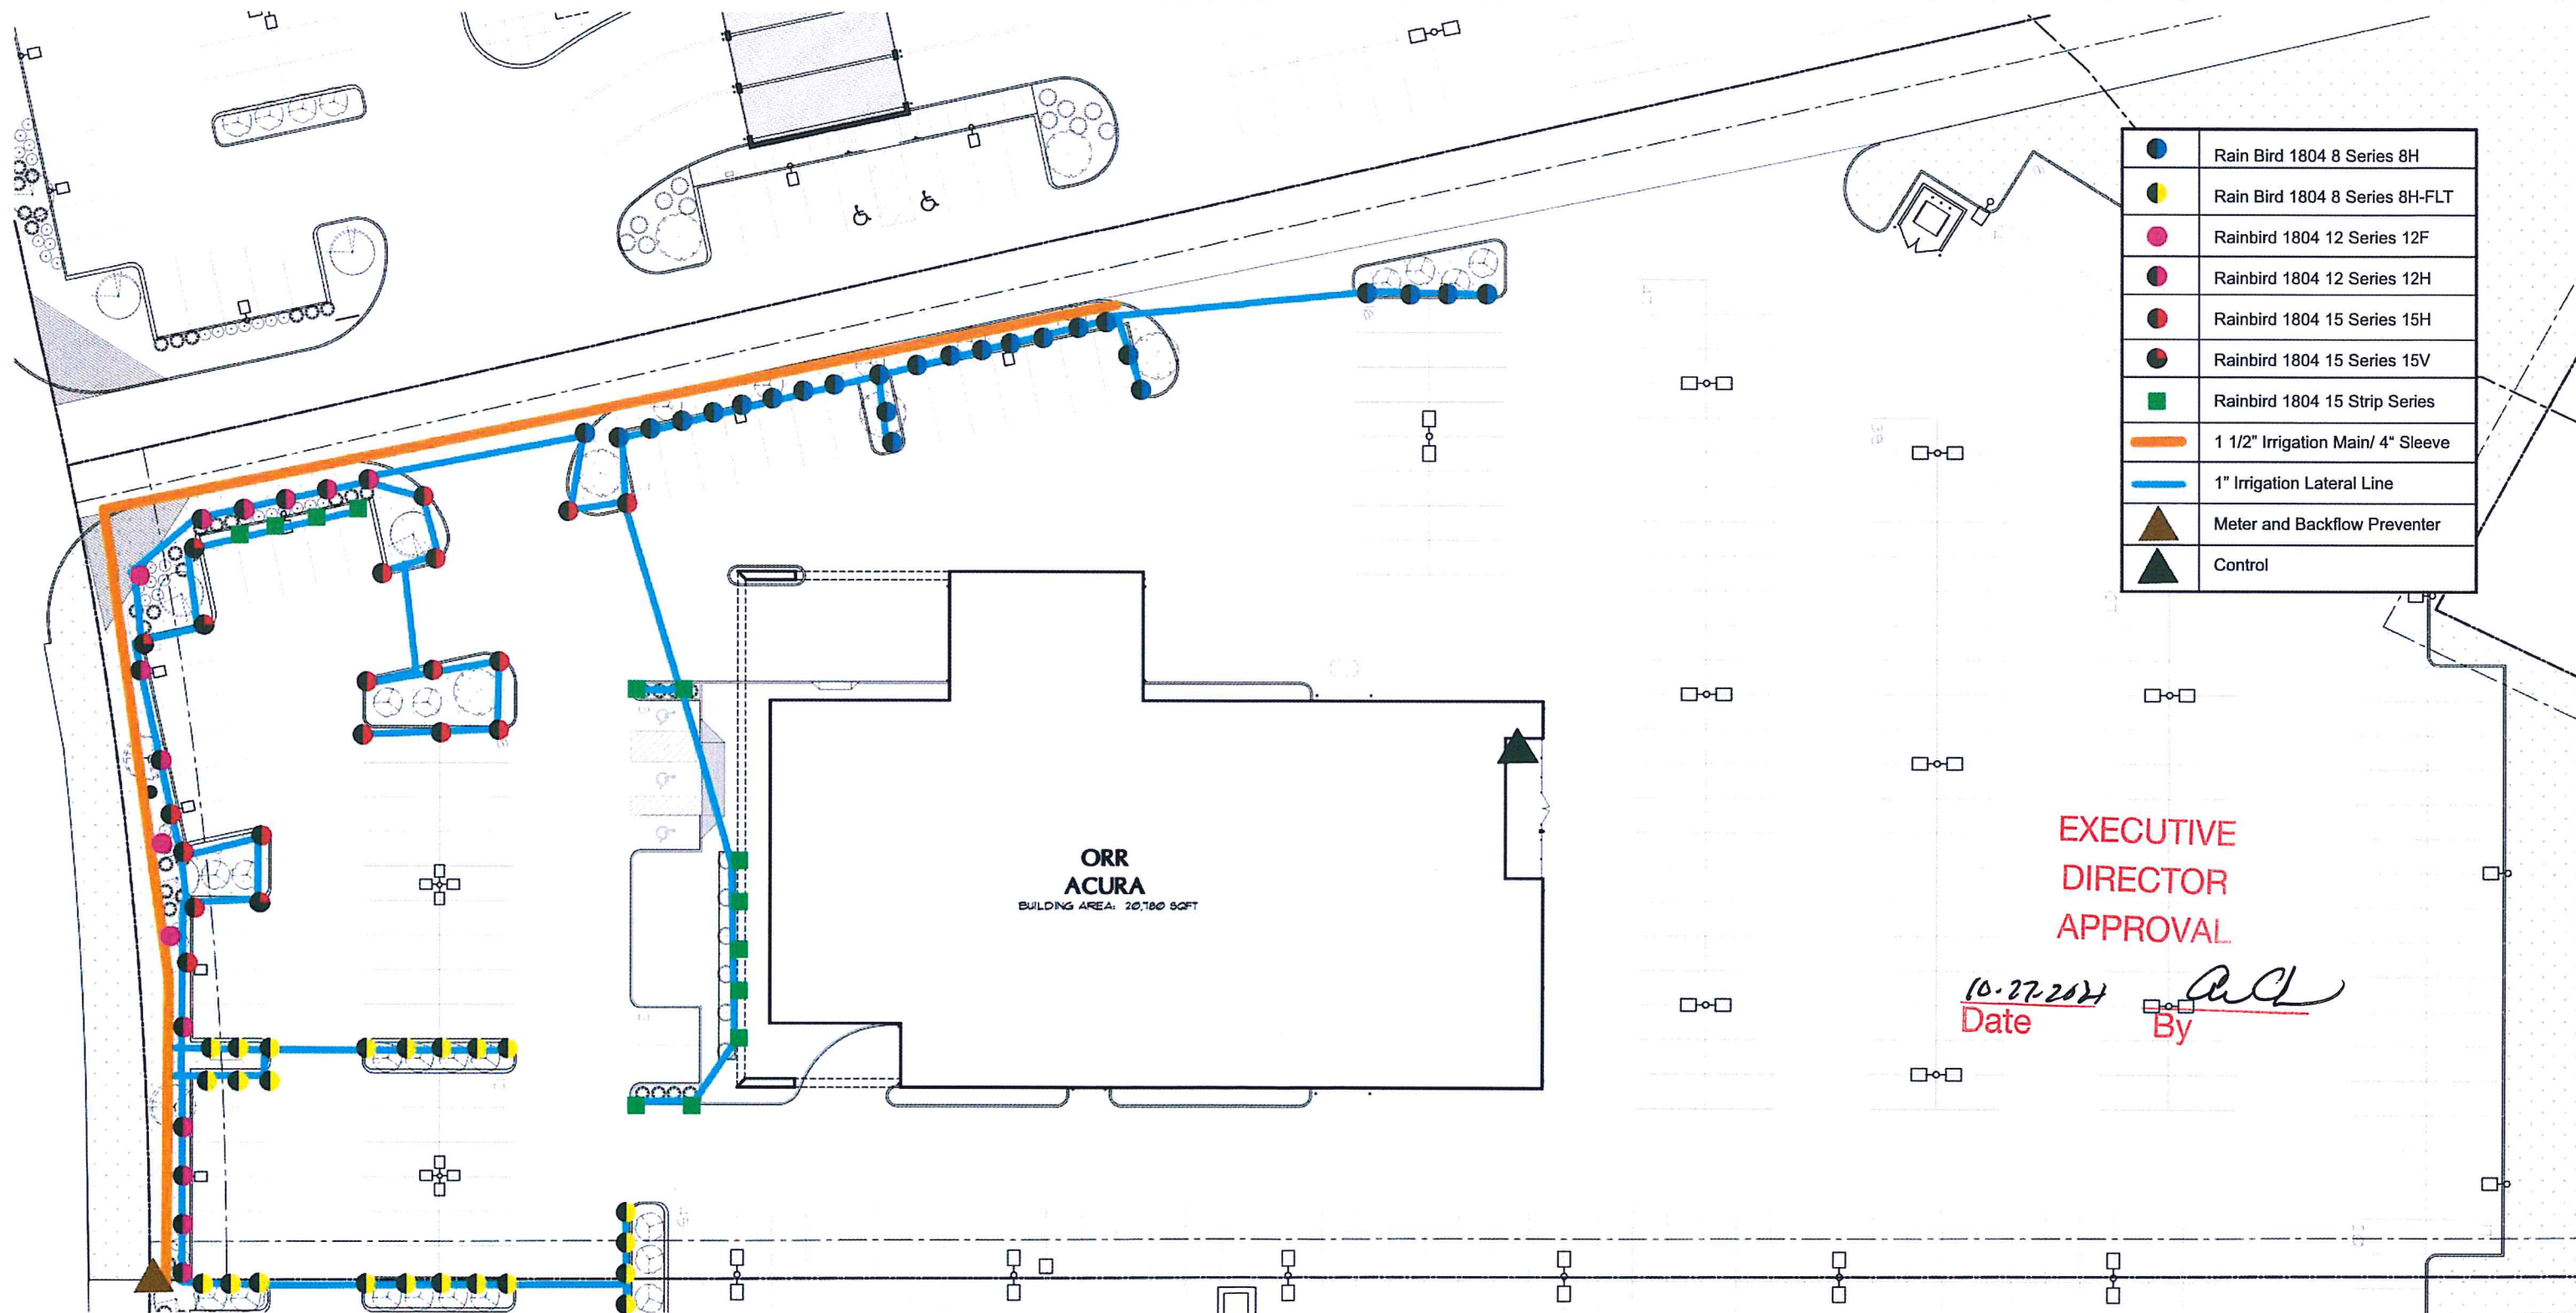 Rain Bird 1804 8 Series 8H
Rain Bird 1804 8 Series 8H-FLT
Rainbird 1804 12 Series 12F
Rainbird 1804 12 Series 12H
Rainbird 1804 15 Series 15H
Rainbird 1804 15 Series 15V
Rainbird 1804 15 Strip Series
1 1/2" Irrigation Main/ 4" Sleeve
1" Irrigation Lateral Line
Meter and Backflow Preventer
Control
ORR
ACURA
BUILDING AREA: 20,780 SQFT
EXECUTIVE
DIRECTOR
APPROVAL
10-27-2021
Date
By